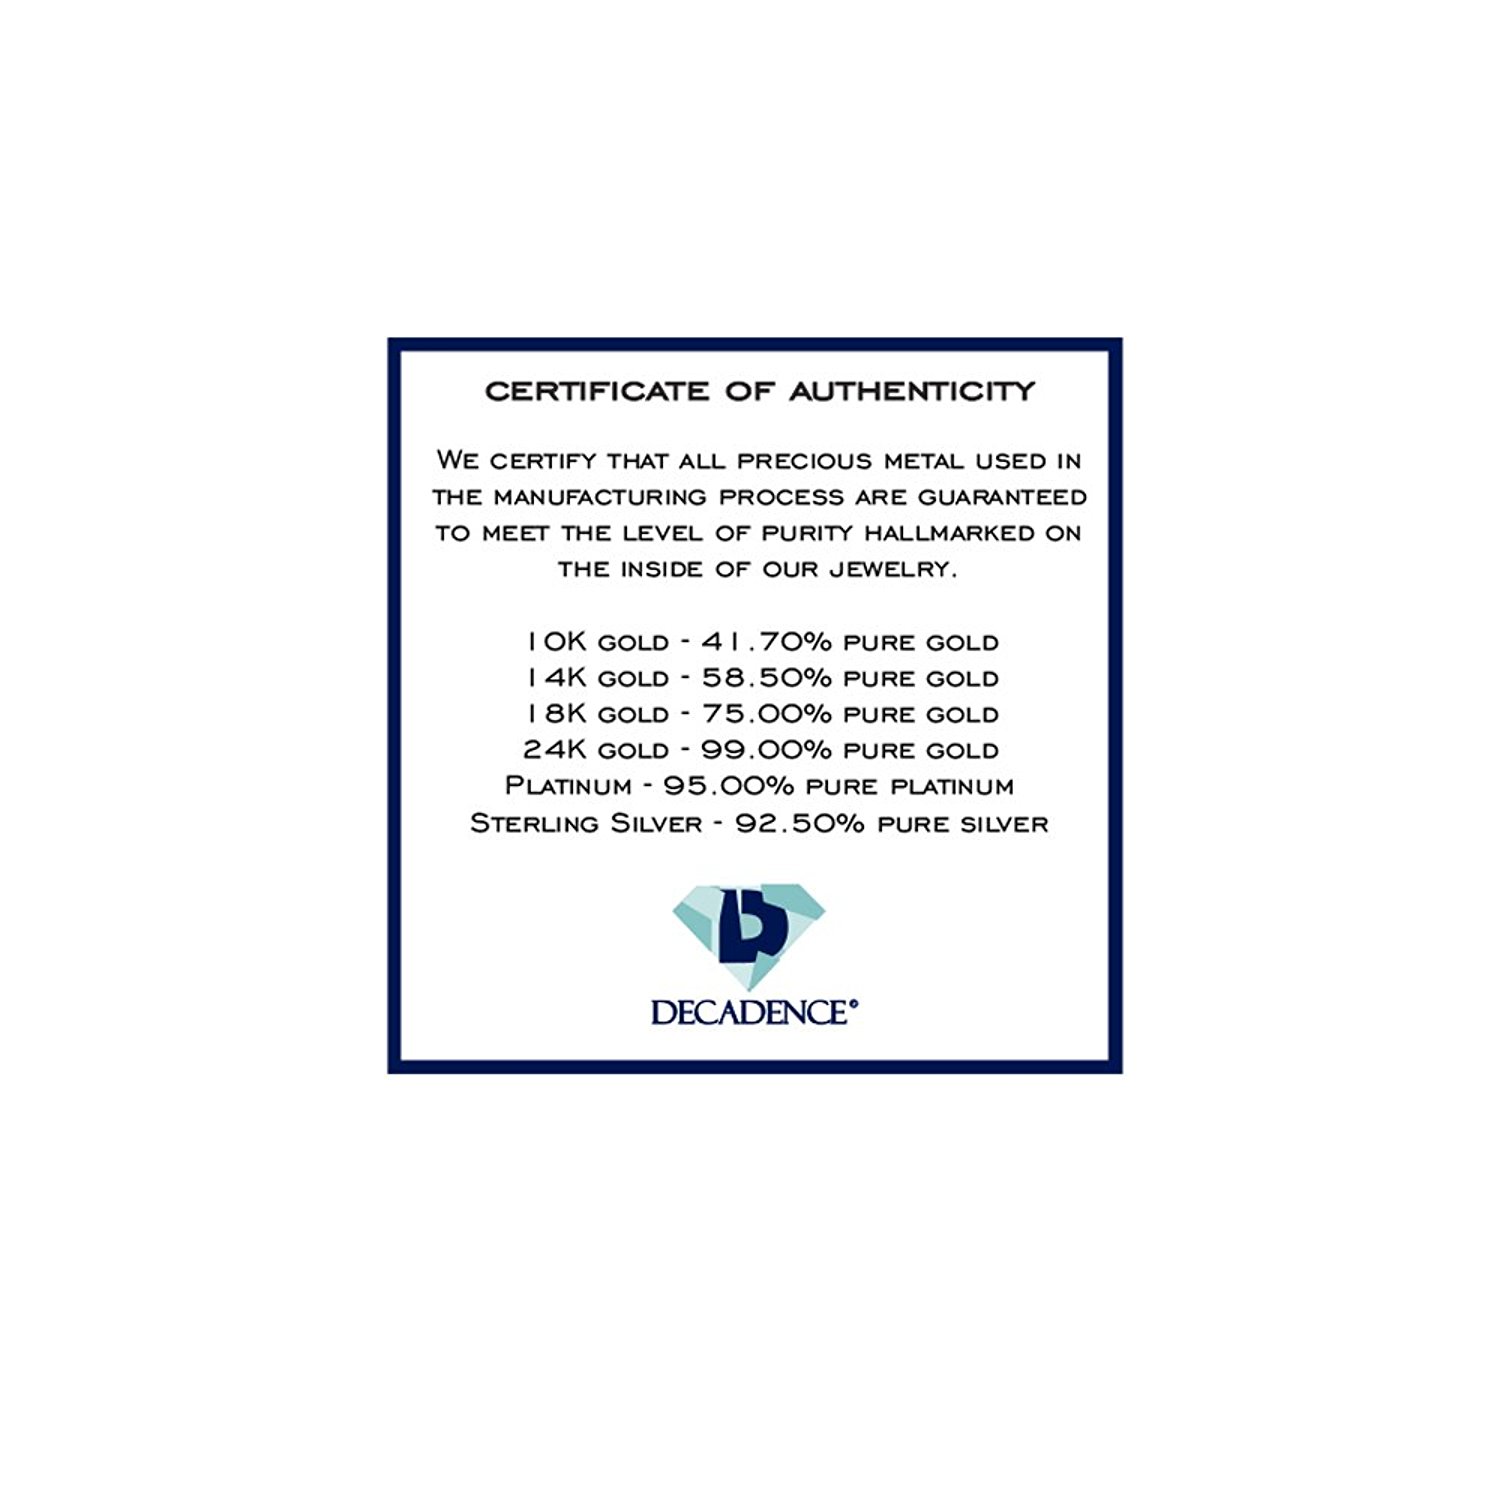 CERTIFICATE OF AUTHENTICITY
WE CERTIFY THAT ALL PRECIOUS METAL USED IN
THE MANUFACTURING PROCESS ARE GUARANTEED
TO MEET THE LEVEL OF PURITY HALLMARKED ON
THE INSIDE OF OUR JEWELRY.
10K GOLD - 41.70% PURE GOLD
14K GOLD - 58.50% PURE GOLD
18K GOLD - 75.00% PURE GOLD
24K GOLD - 99.00% PURE GOLD
PLATINUM - 95.00% PURE PLATINUM
STERLING SILVER - 92.50% PURE SILVER
D
DECADENCE®